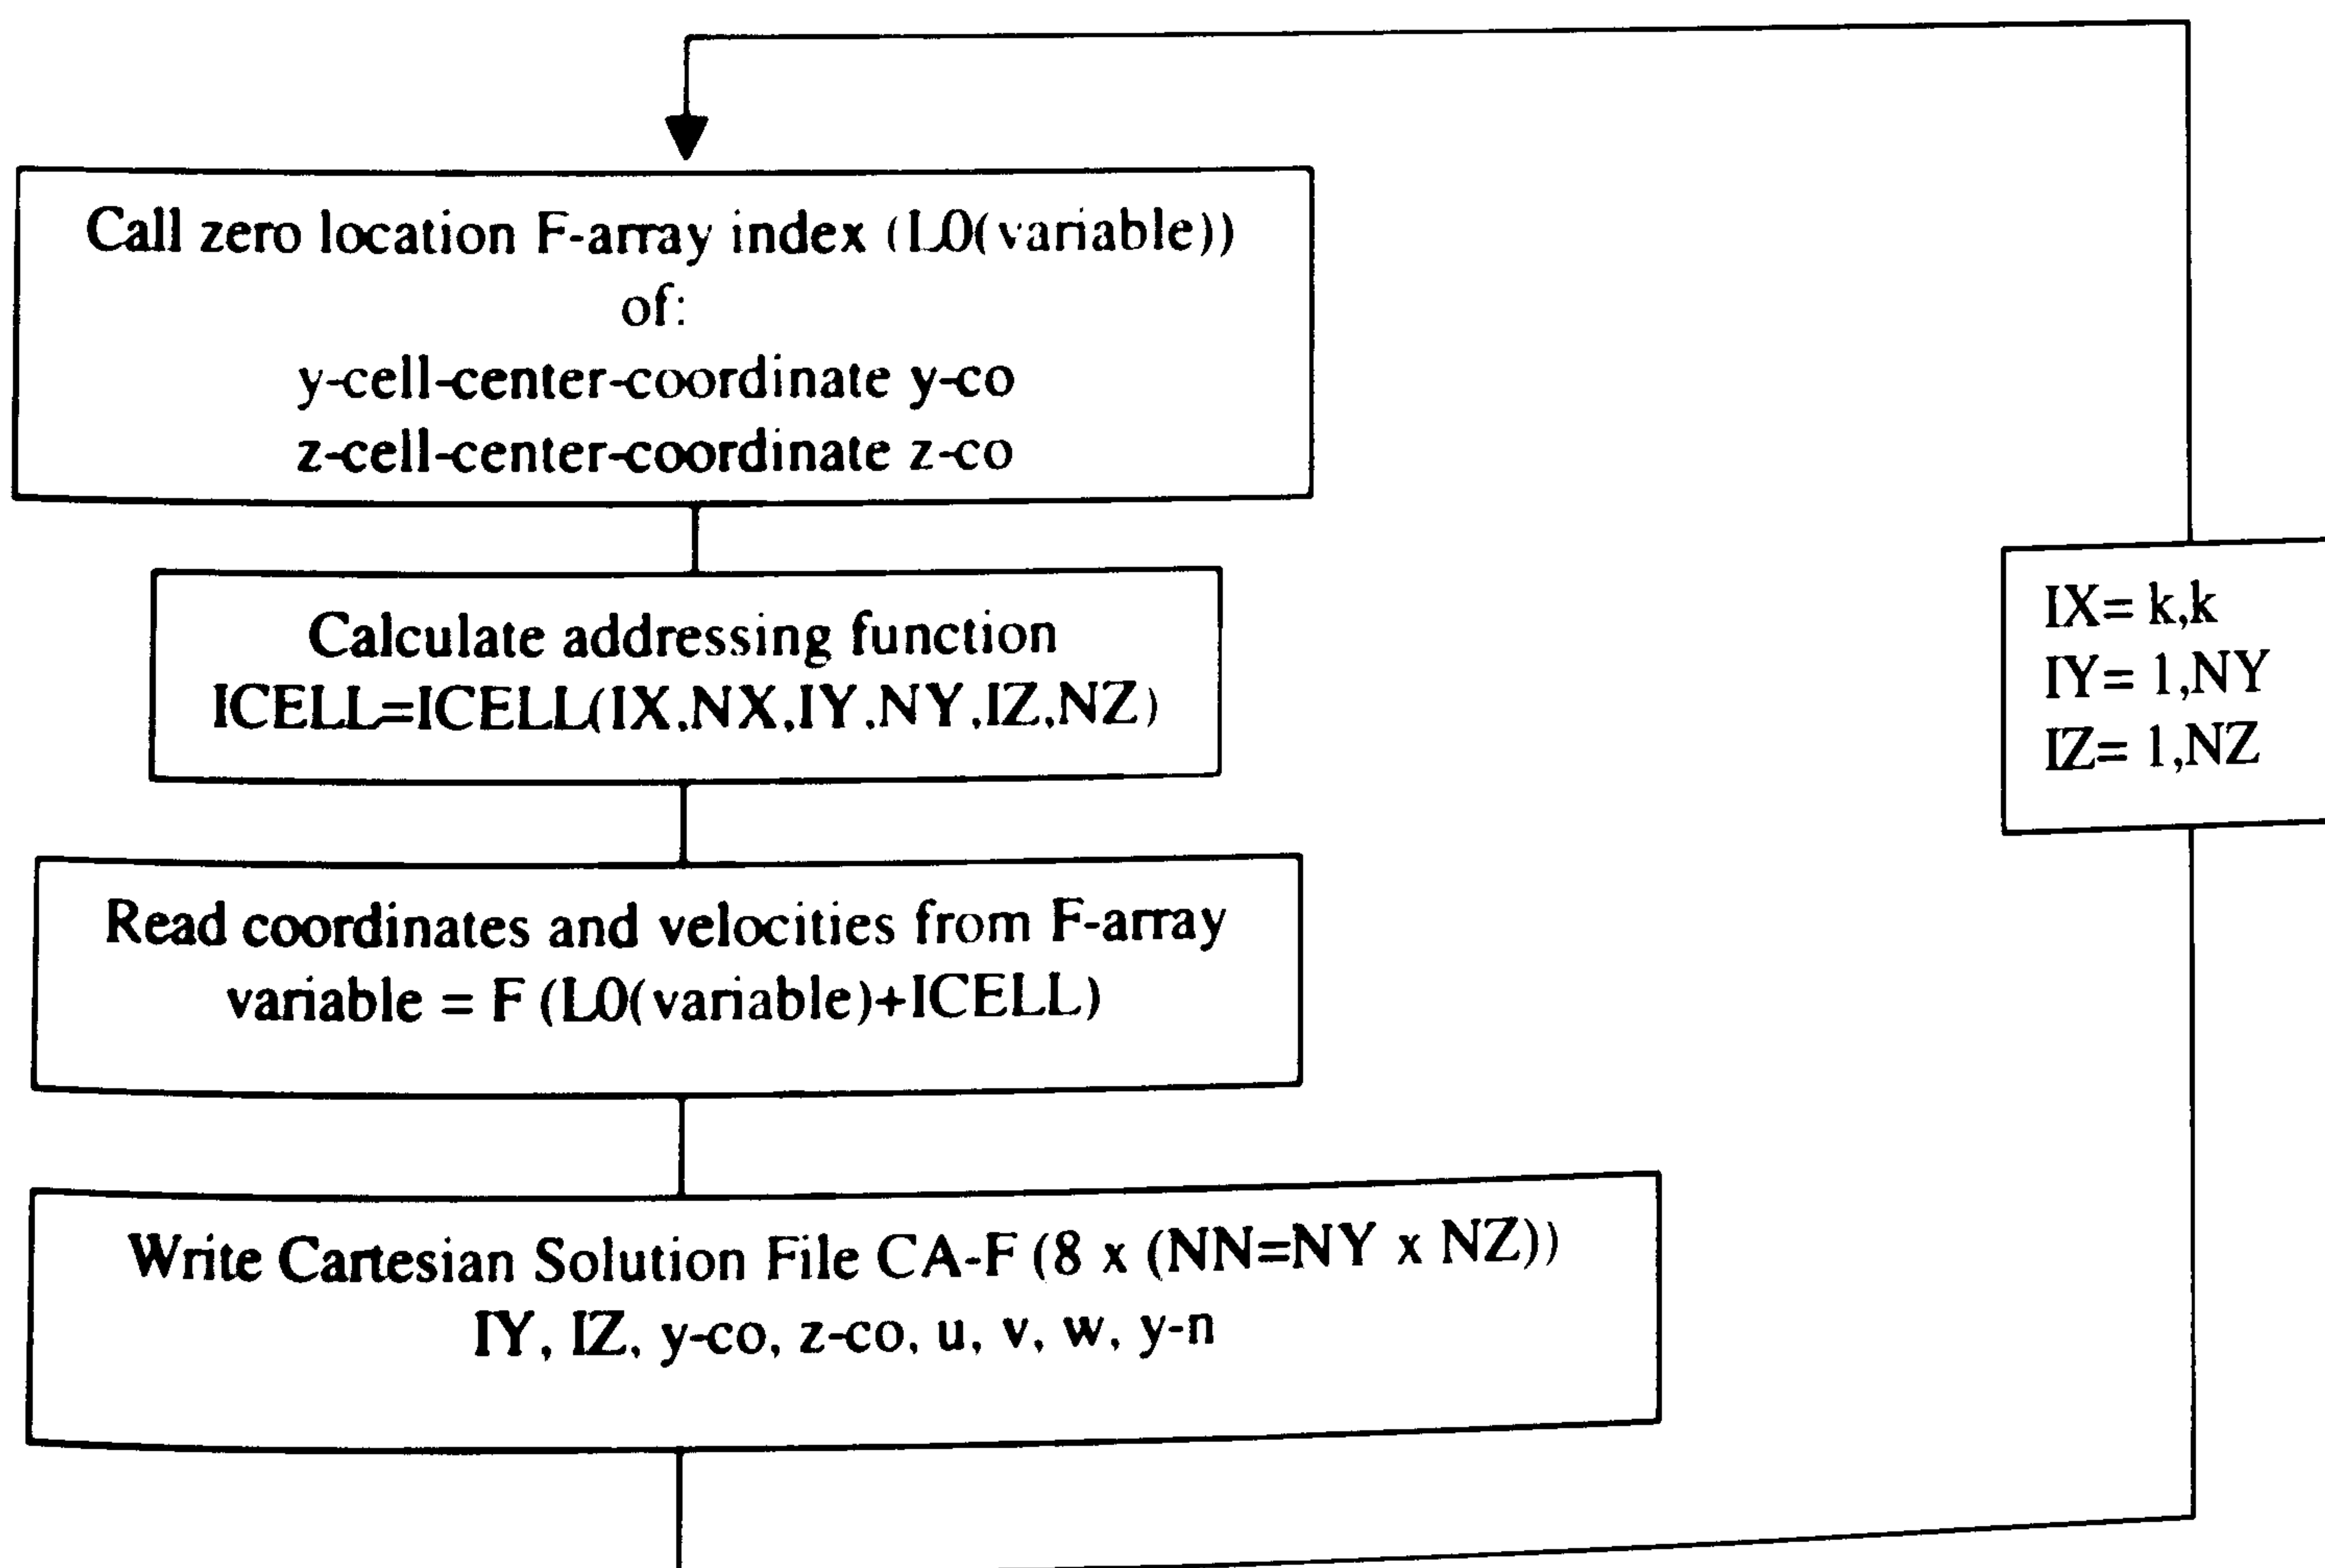 Call zero location F-array index (L0(variable))
of:
y-cell-center-coordinate y-co
z-cell-center-coordinate z-co
Calculate addressing function
ICELL=ICELL(IX,NX,IY,NY,IZ,NZ)
Read coordinates and velocities from F-array
variable = F (L0(variable)+ICELL)
Write Cartesian Solution File CA-F (8 x (NN=NY x NZ))
IY, IZ, y-co, z-co, u, v, w, y-n
IX= k,k
IY= 1,NY
IZ= 1,NZ